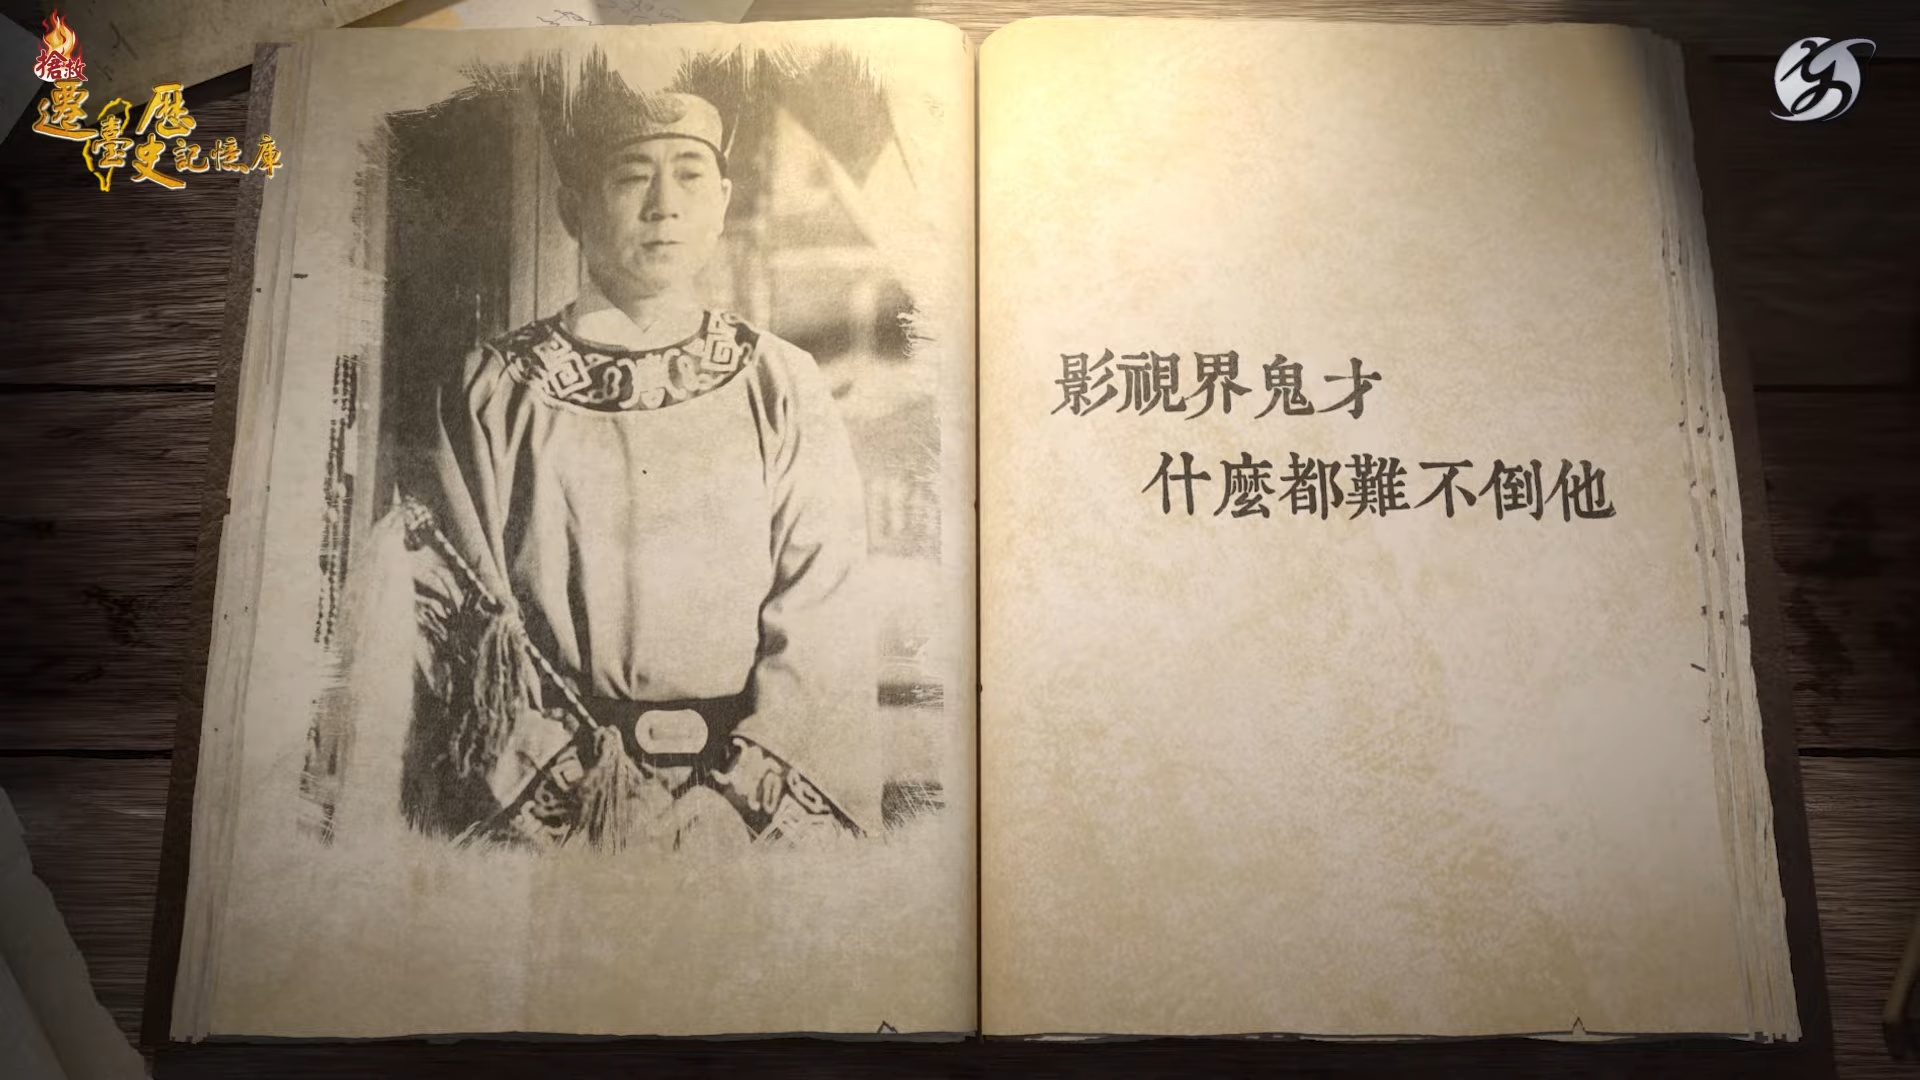 搶救
遷臺歷史記憶庫
影視界鬼才
什麼都難不倒他